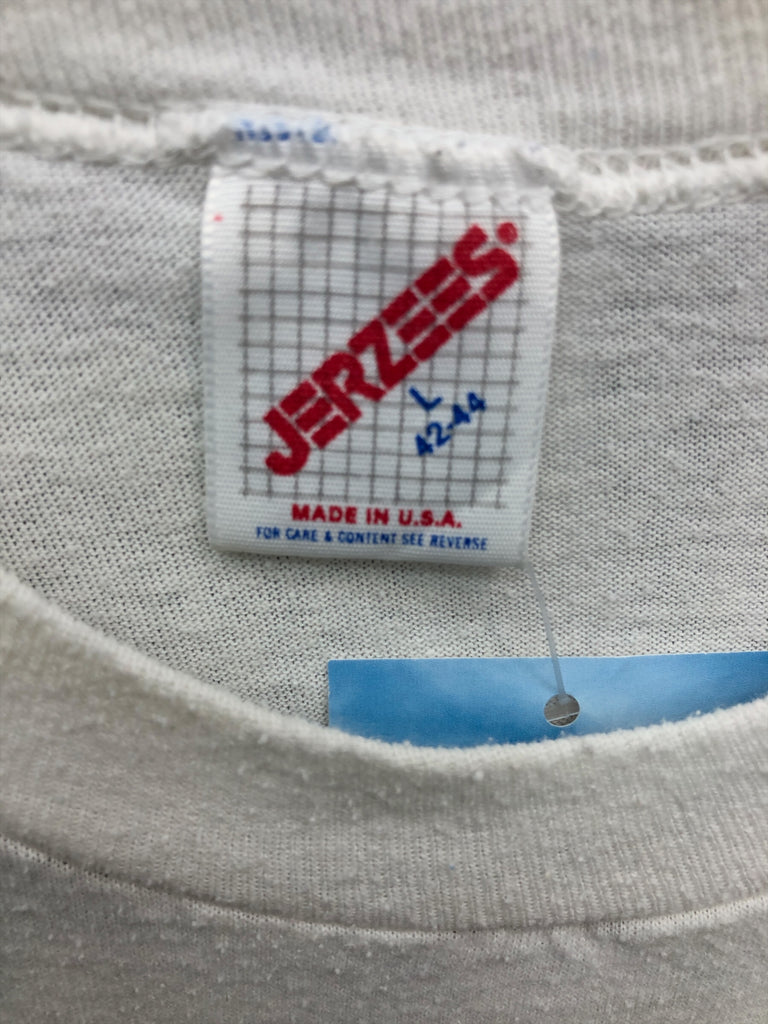 JERZEES
L
42-44
MADE IN U.S.A.
FOR CARE & CONTENT SEE REVERSE